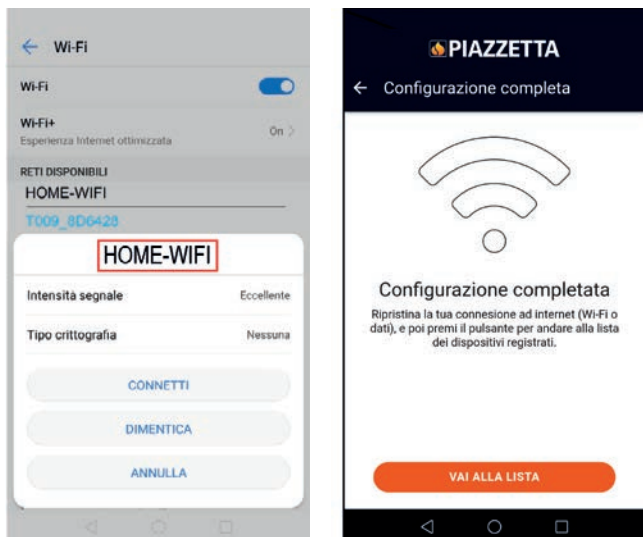 Wi-Fi
Wi-Fi
Wi-Fi+
Esperienza Internet ottimizzata
On
RETI DISPONIBILI
HOME-WIFI
T009_8D6428
HOME-WIFI
Intensità segnale Eccellente
Tipo crittografia Nessuna
CONNETTI
DIMENTICA
ANNULLA
PIAZZETTA
Configurazione completa
Configurazione completata
Ripristina la tua connesione ad internet (Wi-Fi o
dati), e poi premi il pulsante per andare alla lista
dei dispositivi registrati.
VAI ALLA LISTA